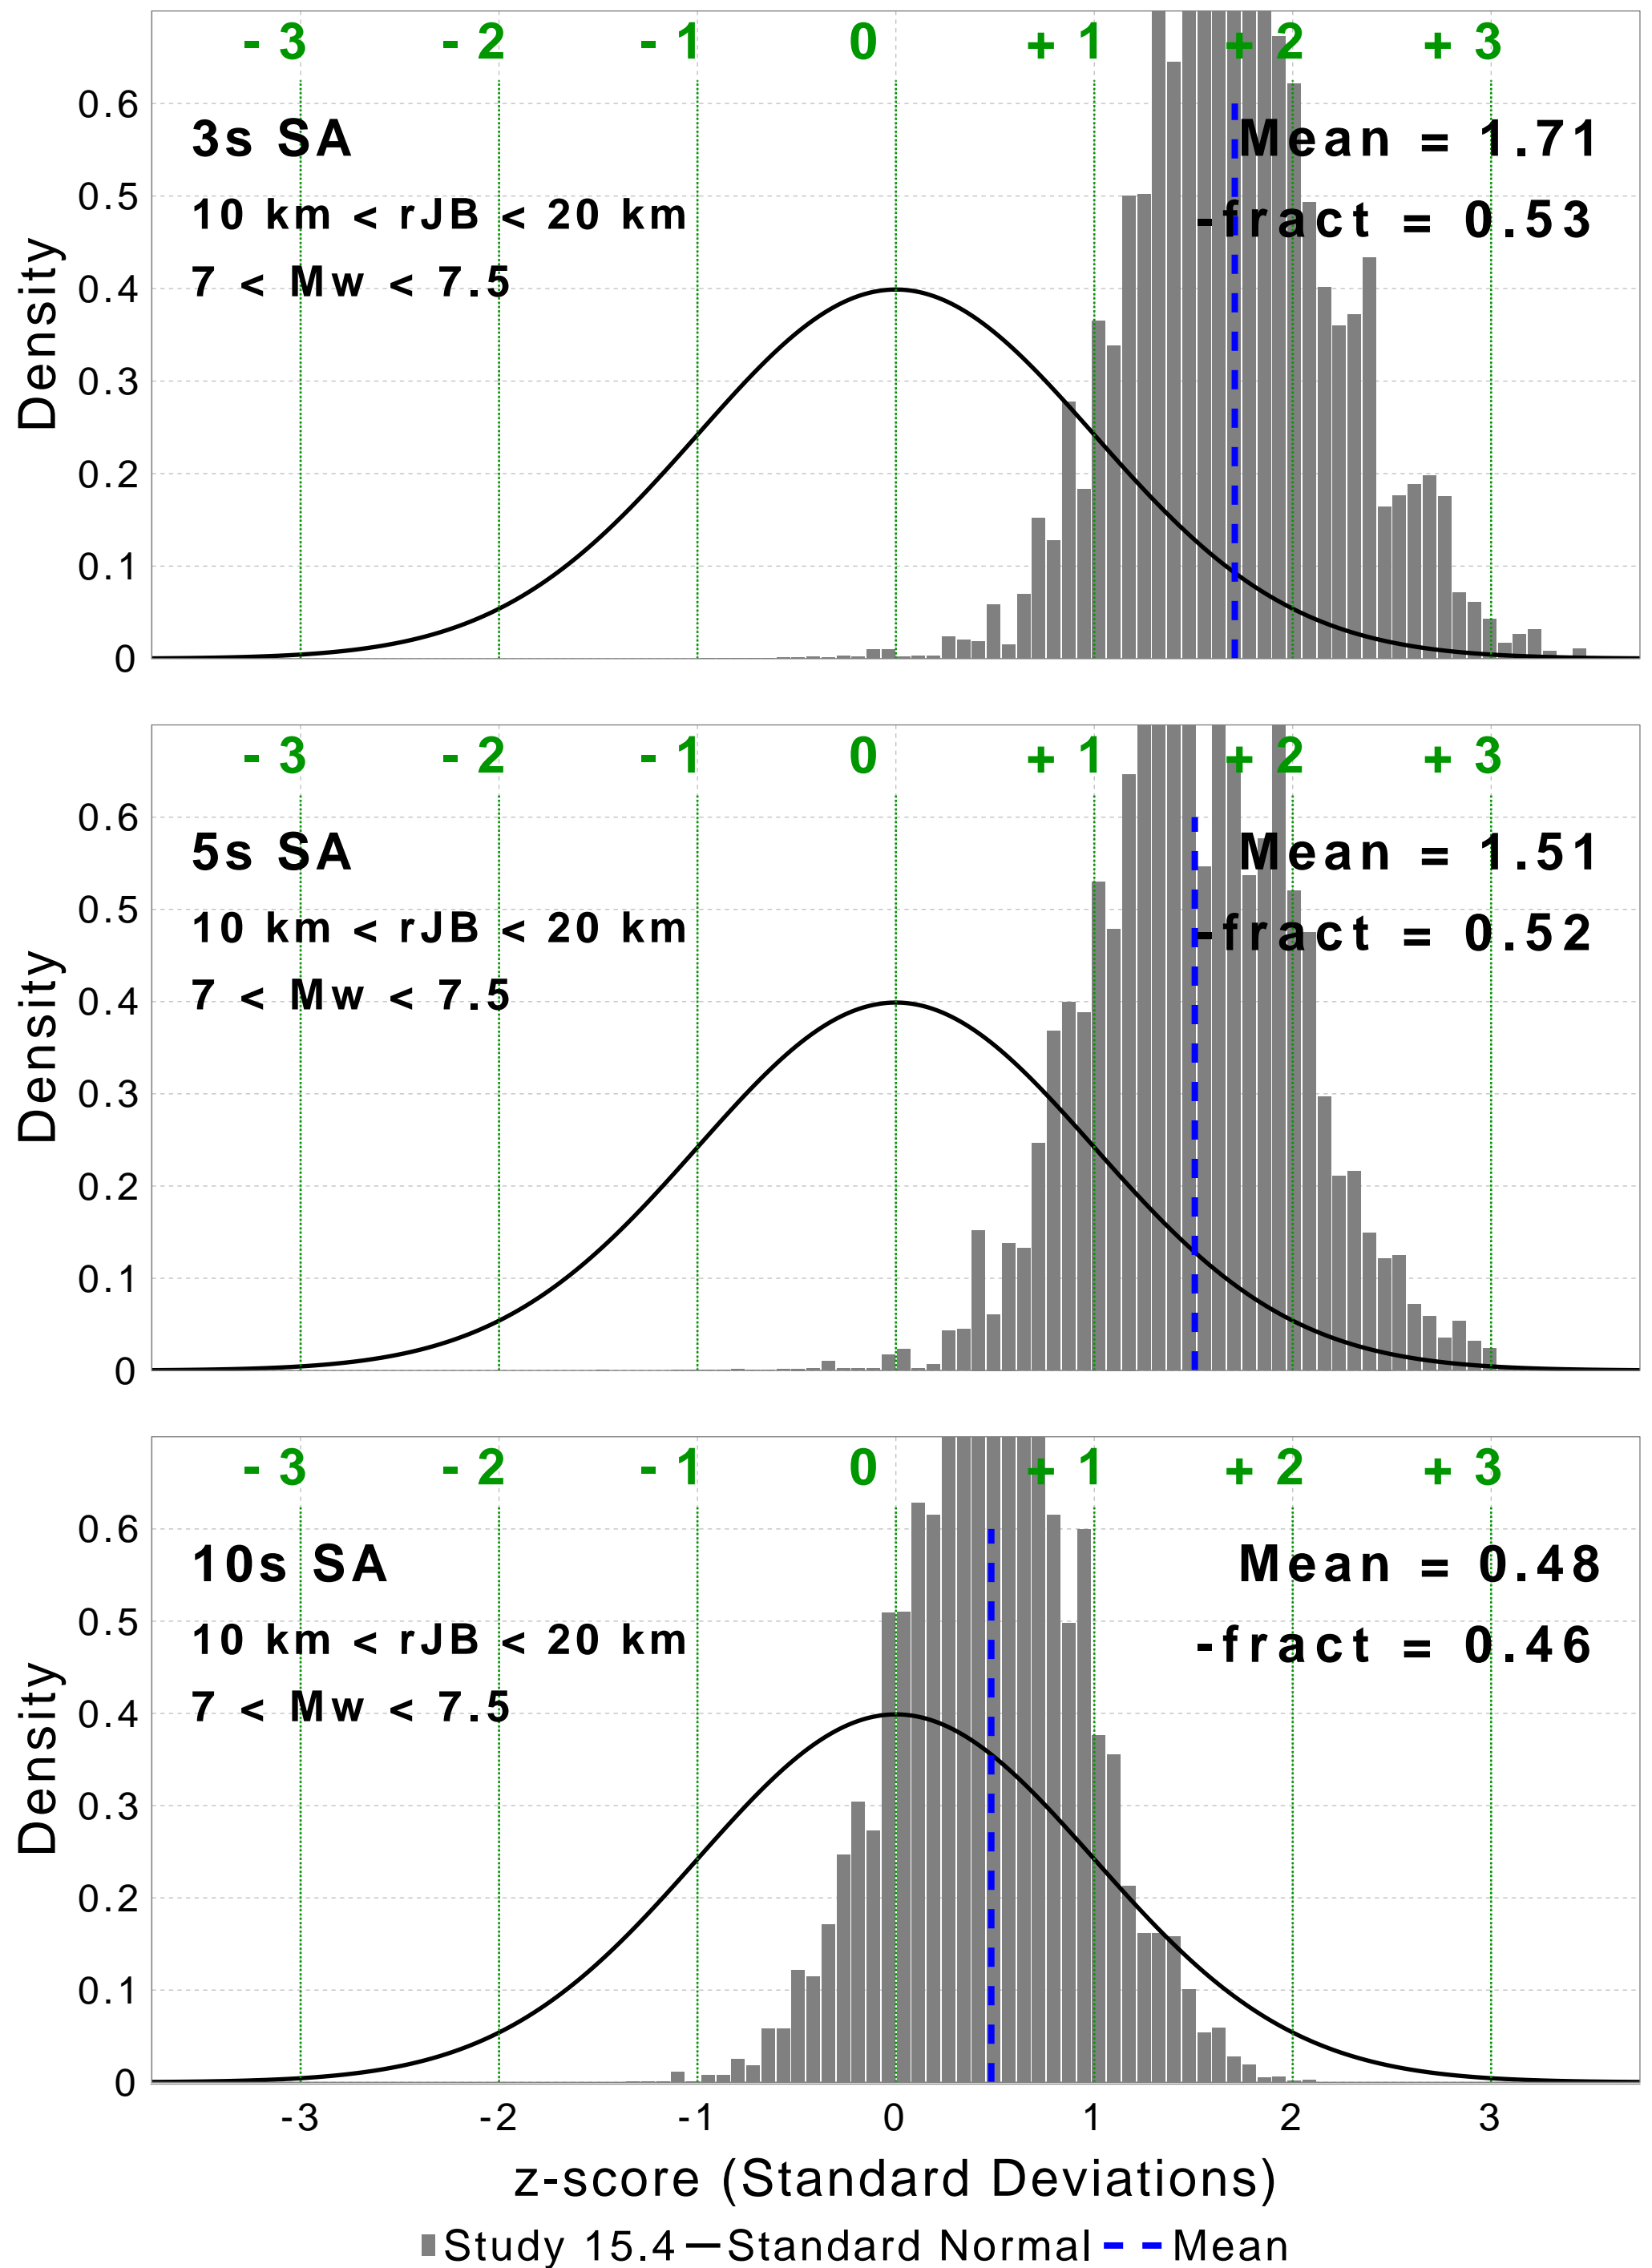 - 3 - 2 - 1 0 + 1 + 2 + 3
0.6
3s SA Mean = 1.71
0.5
10 km < rJB < 20 km -fract = 0.53
7 < Mw < 7.5
0.4
Density
0.3
0.2
0.1
0
- 3 - 2 - 1 0 + 1 + 2 + 3
0.6
5s SA Mean = 1.51
0.5
10 km < rJB < 20 km -fract = 0.52
7 < Mw < 7.5
0.4
Density
0.3
0.2
0.1
0
- 3 - 2 - 1 0 + 1 + 2 + 3
0.6
10s SA Mean = 0.48
0.5
10 km < rJB < 20 km -fract = 0.46
7 < Mw < 7.5
0.4
Density
0.3
0.2
0.1
0
-3 -2 -1 0 1 2 3
z-score (Standard Deviations)
Study 15.4 Standard Normal Mean